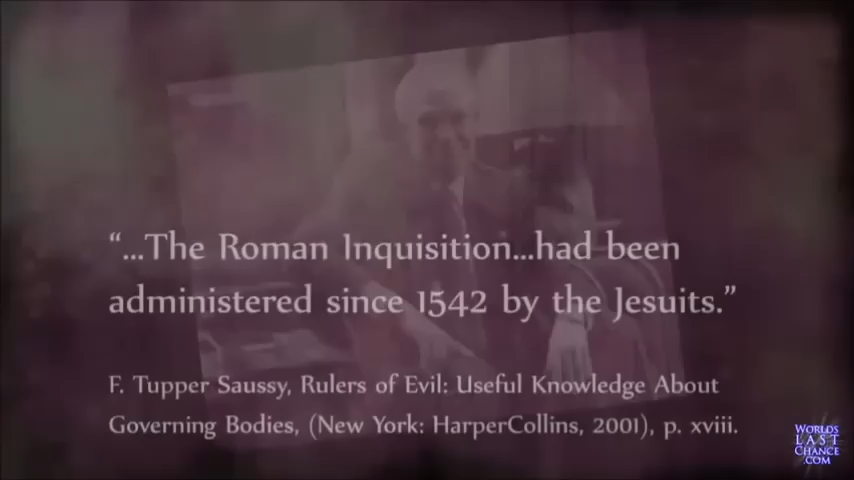 “...The Roman Inquisition...had been
administered since 1542 by the Jesuits.”
F. Tupper Saussy, Rulers of Evil: Useful Knowledge About
Governing Bodies, (New York: HarperCollins, 2001), p. xviii.
WORLDS
LAST
CHANCE
.COM